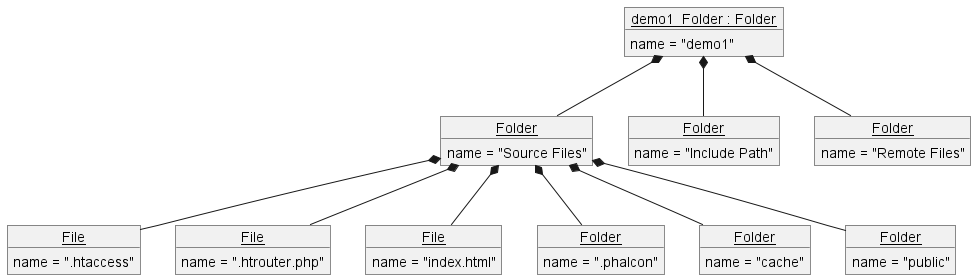 demo1_Folder : Folder
name = "demo1"
Folder
name = "Source Files"
Folder
name = "Include Path"
Folder
name = "Remote Files"
File
name = ".htaccess"
File
name = ".htrouter.php"
File
name = "index.html"
Folder
name = ".phalcon"
Folder
name = "cache"
Folder
name = "public"